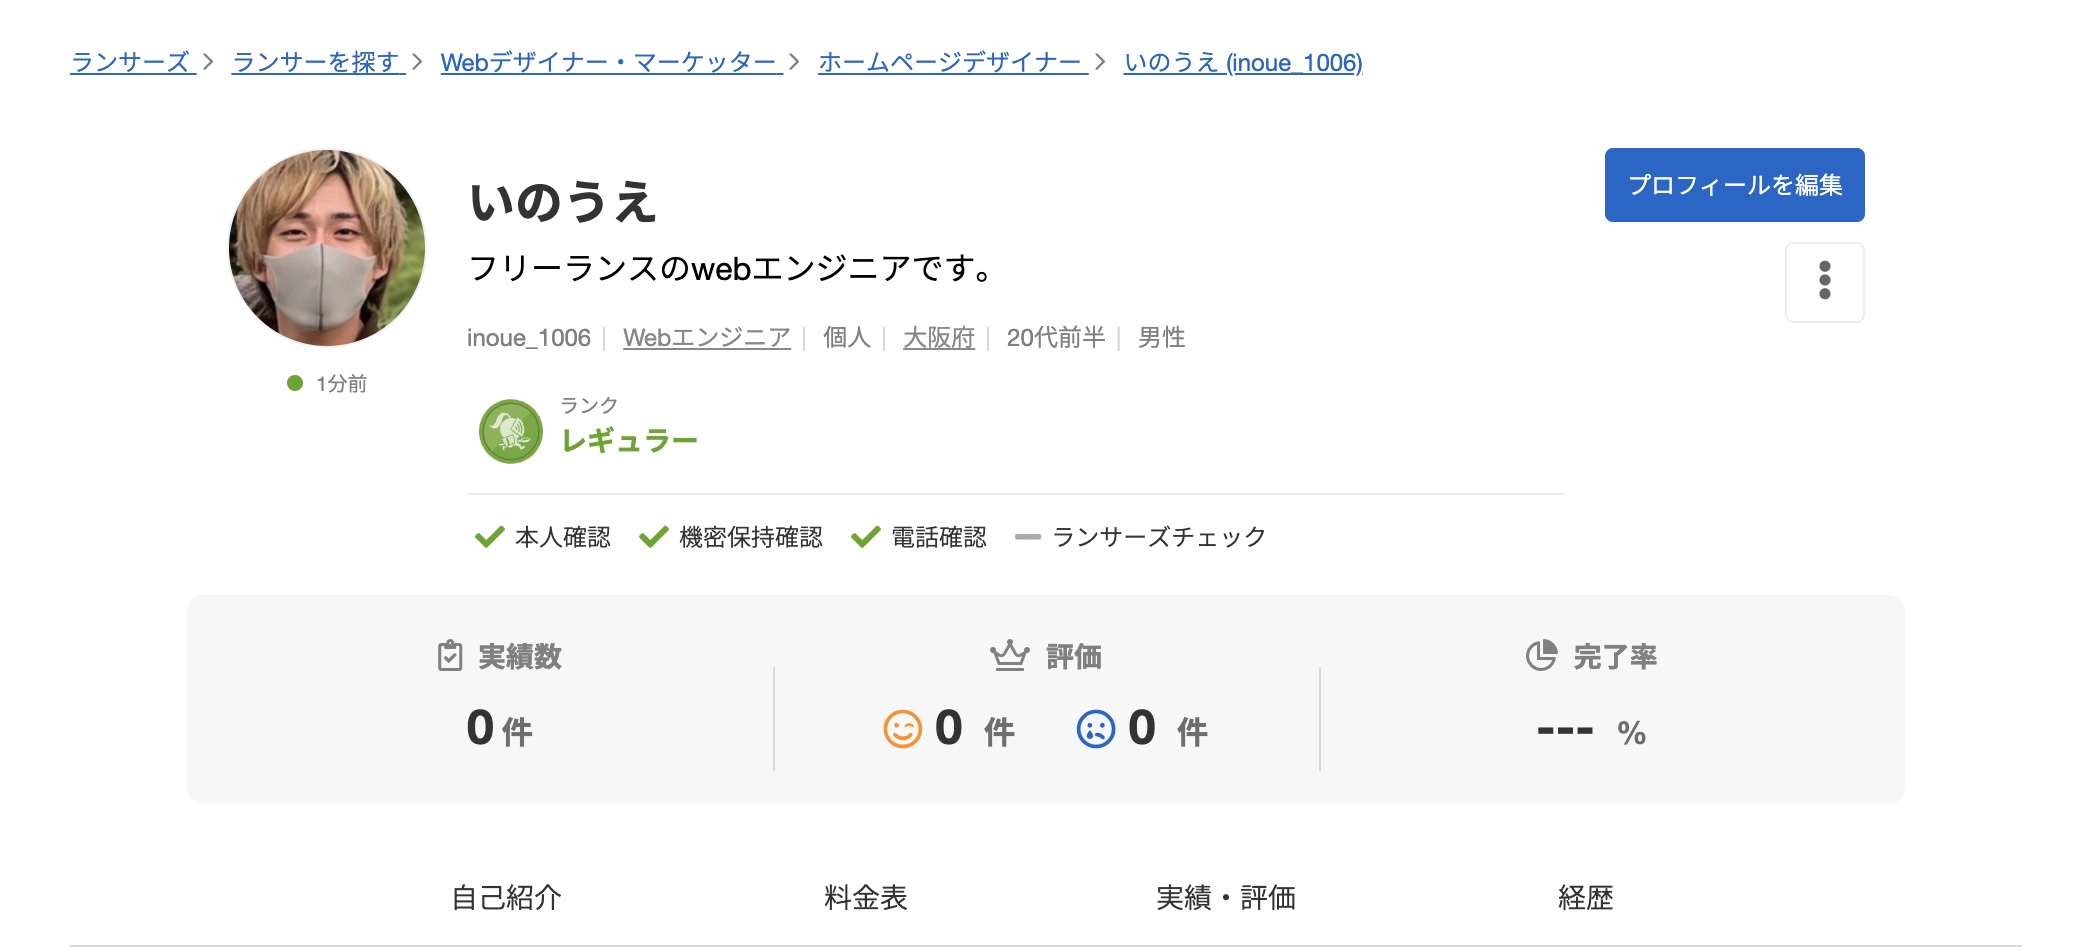 ランサーズ > ランサーを探す > Webデザイナー・マーケッター > ホームページデザイナー > いのうえ (inoue_1006)
いのうえ
プロフィールを編集
フリーランスのwebエンジニアです。
inoue_1006 | Webエンジニア | 個人 | 大阪府 | 20代前半 | 男性
1分前
ランク
レギュラー
本人確認 機密保持確認 電話確認 ランサーズチェック
実績数 評価 完了率
0件 0 件 0 件 --- %
自己紹介 料金表 実績・評価 経歴